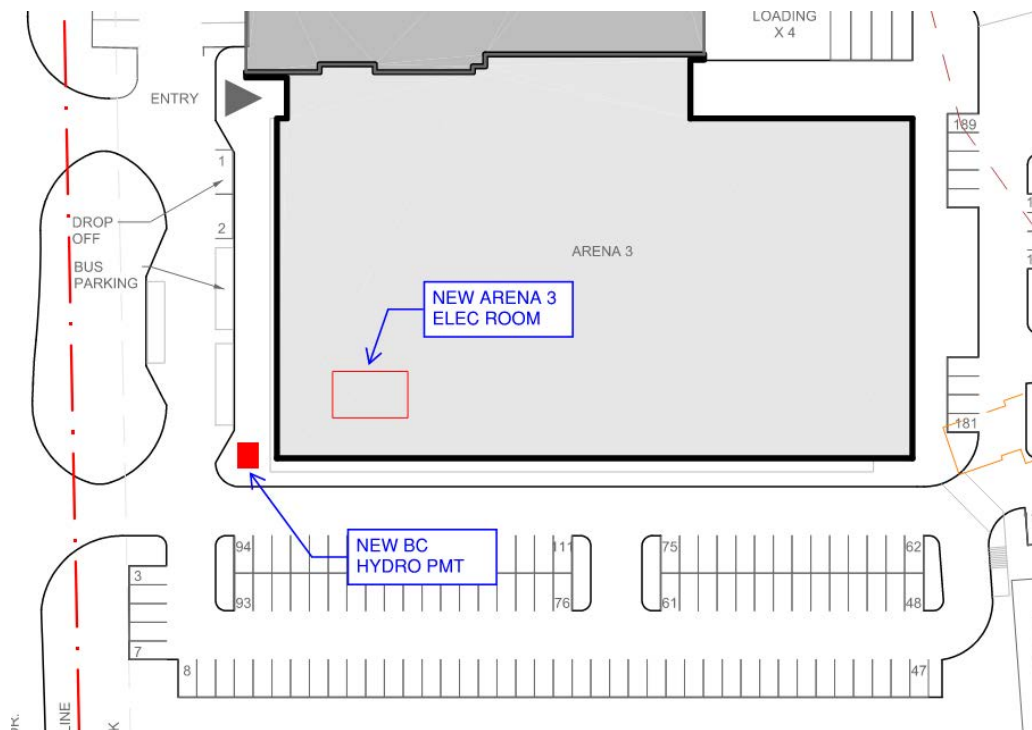 LOADING
X 4
ENTRY
189
1
DROP
OFF
2
ARENA 3
BUS
PARKING
NEW ARENA 3
ELEC ROOM
181
NEW BC
HYDRO PMT
94
111
75
62
3
93
76
61
48
7
8
47
LINE